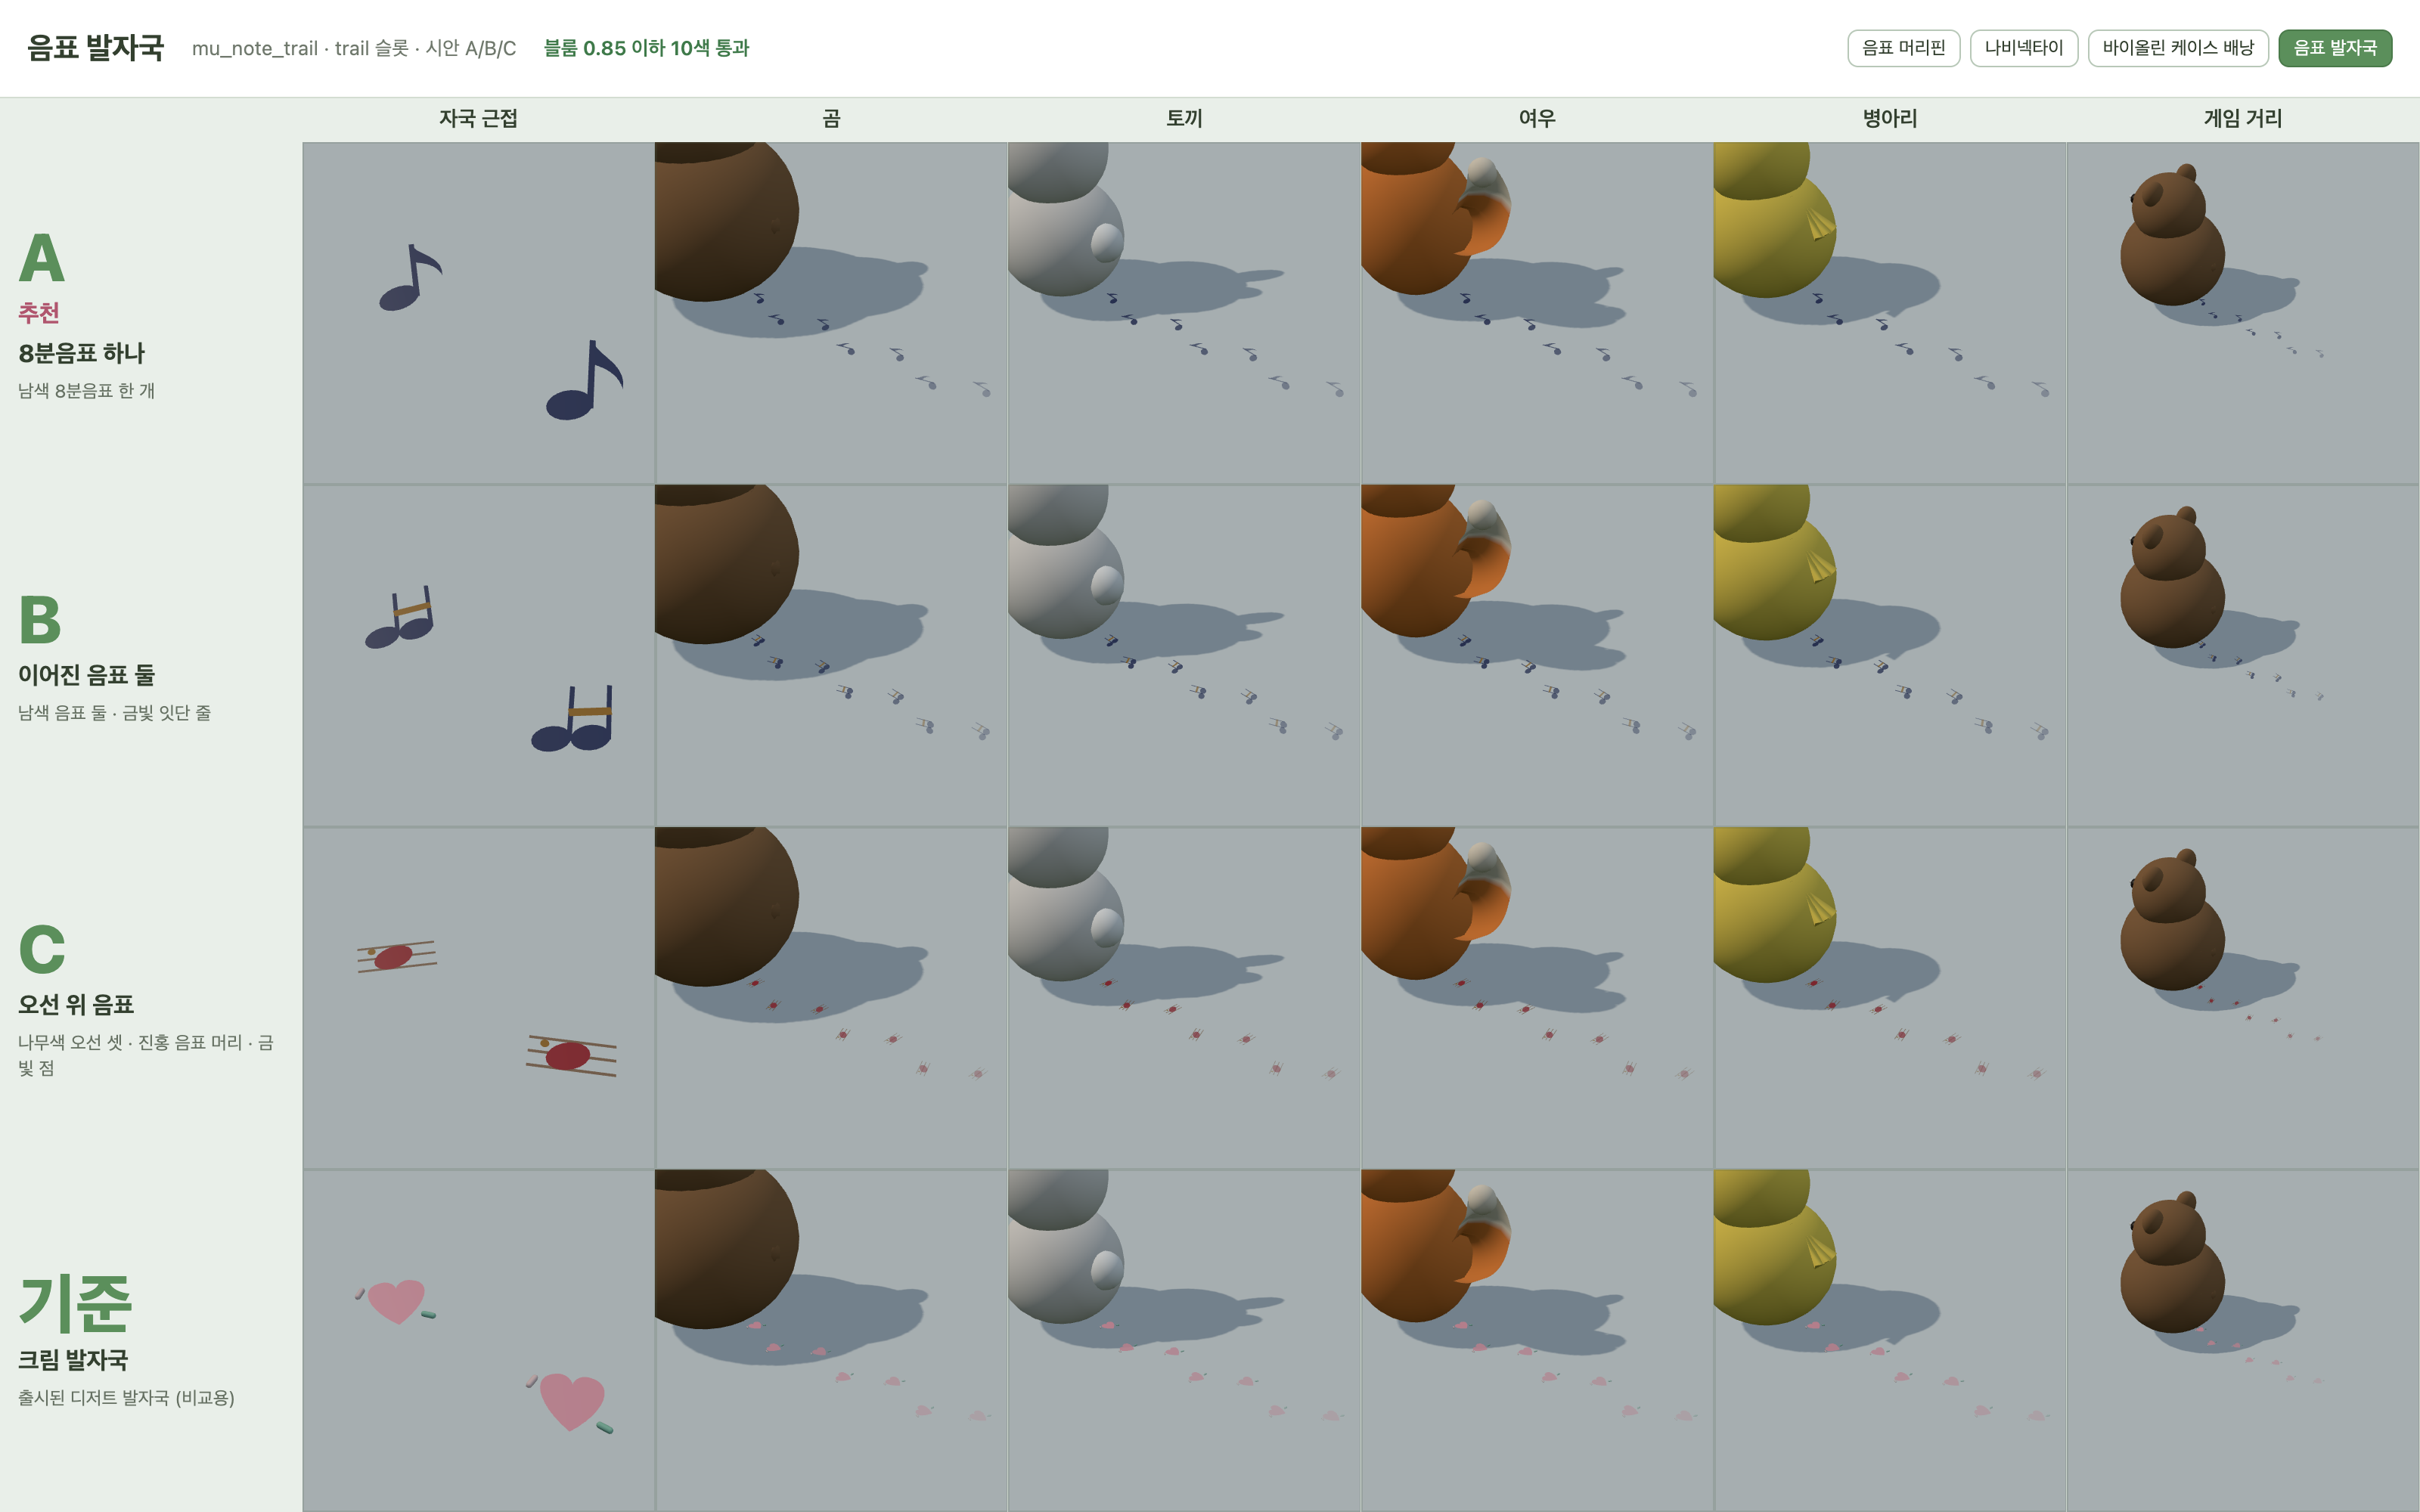 음표 발자국
mu_note_trail · trail 슬롯 · 시안 A/B/C
블룸 0.85 이하 10색 통과
음표 머리핀
나비넥타이
바이올린 케이스 배낭
음표 발자국
자국 근접
곰
토끼
여우
병아리
게임 거리
A
추천
8분음표 하나
남색 8분음표 한 개
B
이어진 음표 둘
남색 음표 둘 · 금빛 잇단 줄
C
오선 위 음표
나무색 오선 셋 · 진홍 음표 머리 · 금
빛 점
기준
크림 발자국
출시된 디저트 발자국 (비교용)